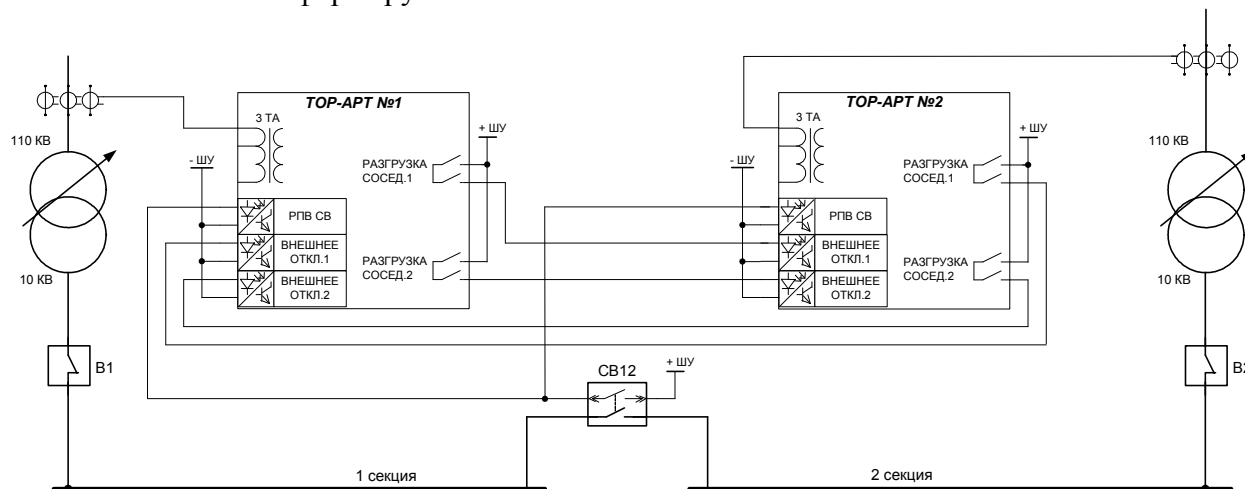 110 КВ
10 КВ
В1
ТОР-АРТ №1
3 ТА
- ШУ
+ ШУ
РАЗГРУЗКА
СОСЕД.1
РПВ СВ
ВНЕШНЕЕ
ОТКЛ.1
ВНЕШНЕЕ
ОТКЛ.2
РАЗГРУЗКА
СОСЕД.2
ТОР-АРТ №2
3 ТА
- ШУ
+ ШУ
РАЗГРУЗКА
СОСЕД.1
РПВ СВ
ВНЕШНЕЕ
ОТКЛ.1
ВНЕШНЕЕ
ОТКЛ.2
РАЗГРУЗКА
СОСЕД.2
110 КВ
10 КВ
В2
СВ12
+ ШУ
1 секция
2 секция